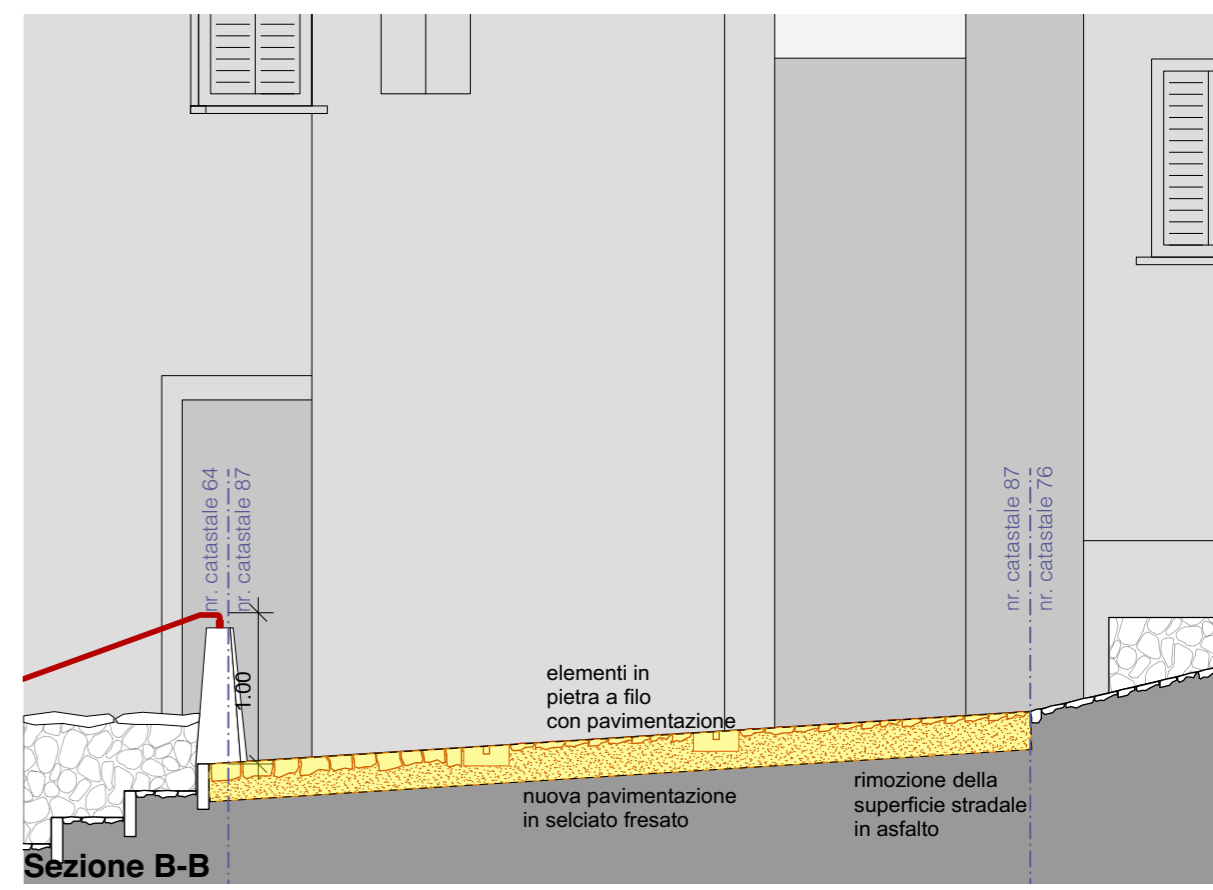 nr. catastale 64
nr. catastale 87
nr. catastale 87
nr. catastale 76
1.00
elementi in
pietra a filo
con pavimentazione
nuova pavimentazione
in selciato fresato
rimozione della
superficie stradale
in asfalto
Sezione B-B